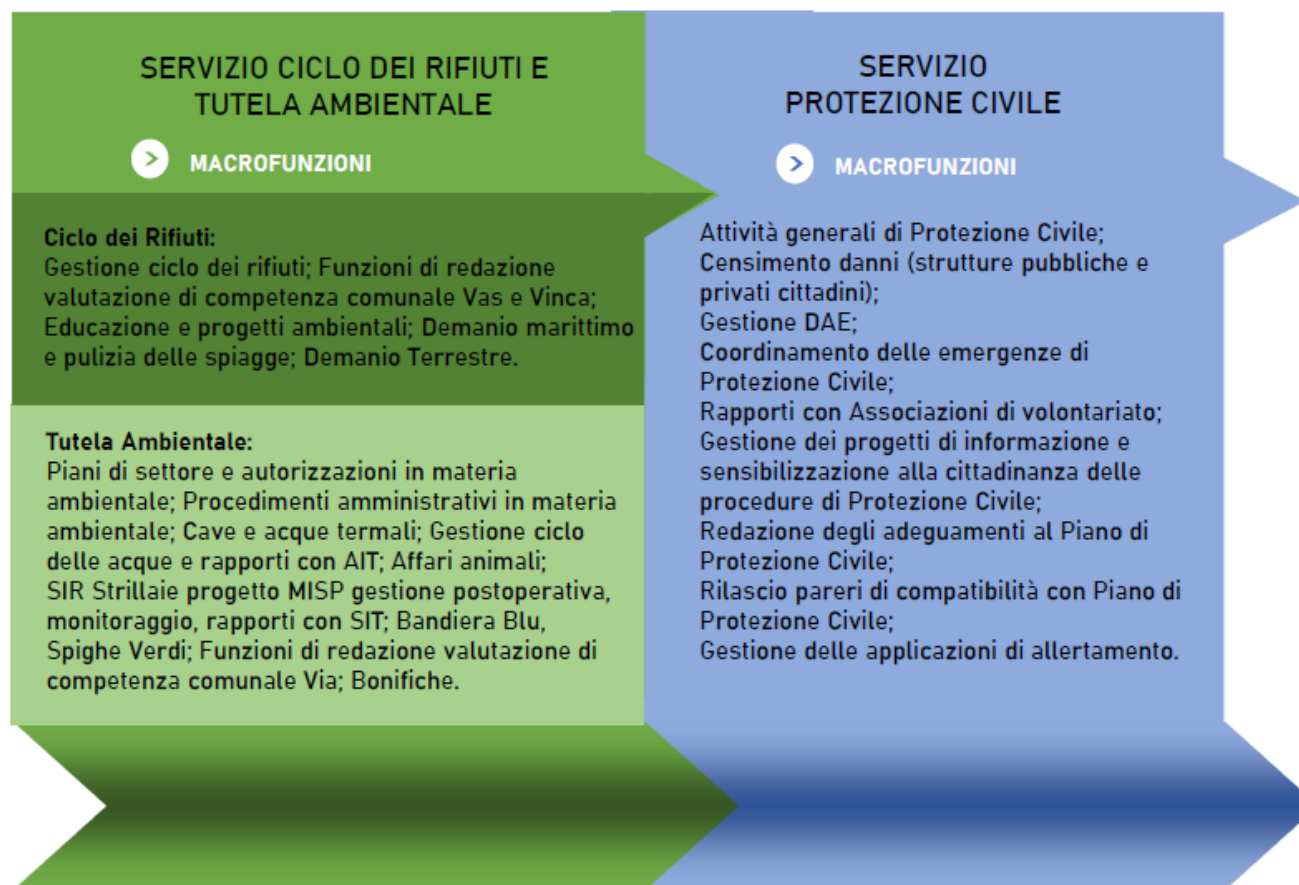 SERVIZIO CICLO DEI RIFIUTI E
TUTELA AMBIENTALE
MACROFUNZIONI
Ciclo dei Rifiuti:
Gestione ciclo dei rifiuti; Funzioni di redazione
valutazione di competenza comunale Vas e Vinca;
Educazione e progetti ambientali; Demanio marittimo
e pulizia delle spiagge; Demanio Terrestre.
Tutela Ambientale:
Piani di settore e autorizzazioni in materia
ambientale; Procedimenti amministrativi in materia
ambientale; Cave e acque termali; Gestione ciclo
delle acque e rapporti con AIT; Affari animali;
SIR Strillaie progetto MISP gestione postoperativa,
monitoraggio, rapporti con SIT; Bandiera Blu,
Spighe Verdi; Funzioni di redazione valutazione di
competenza comunale Via; Bonifiche.
SERVIZIO
PROTEZIONE CIVILE
MACROFUNZIONI
Attività generali di Protezione Civile;
Censimento danni (strutture pubbliche e
privati cittadini);
Gestione DAE;
Coordinamento delle emergenze di
Protezione Civile;
Rapporti con Associazioni di volontariato;
Gestione dei progetti di informazione e
sensibilizzazione alla cittadinanza delle
procedure di Protezione Civile;
Redazione degli adeguamenti al Piano di
Protezione Civile;
Rilascio pareri di compatibilità con Piano di
Protezione Civile;
Gestione delle applicazioni di allertamento.